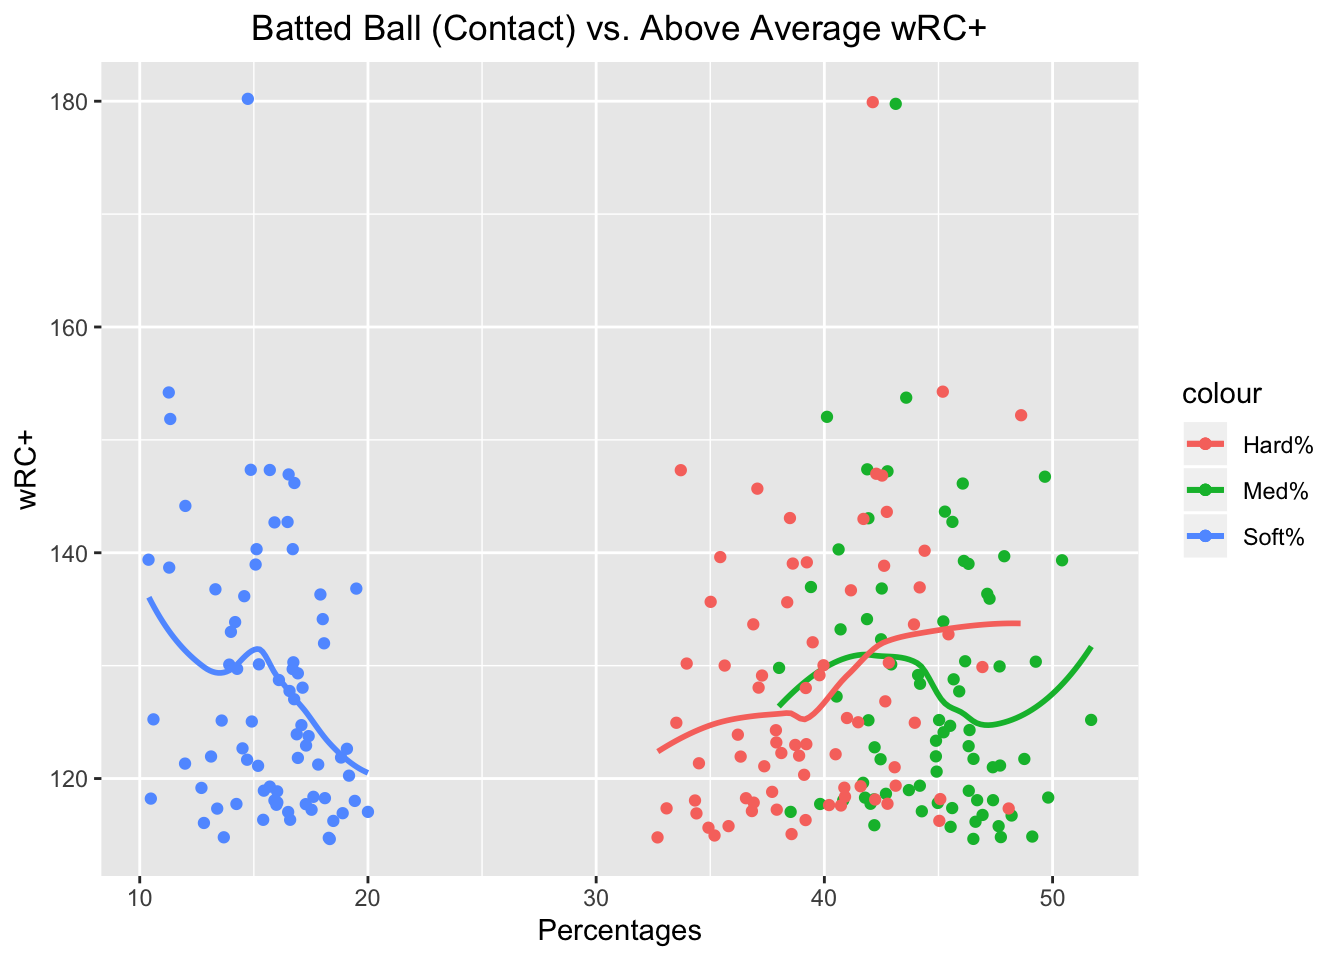 Batted Ball (Contact) vs. Above Average wRC+
180
160
140
120
wRC+
10 20 30 40 50
Percentages
colour
Hard%
Med%
Soft%